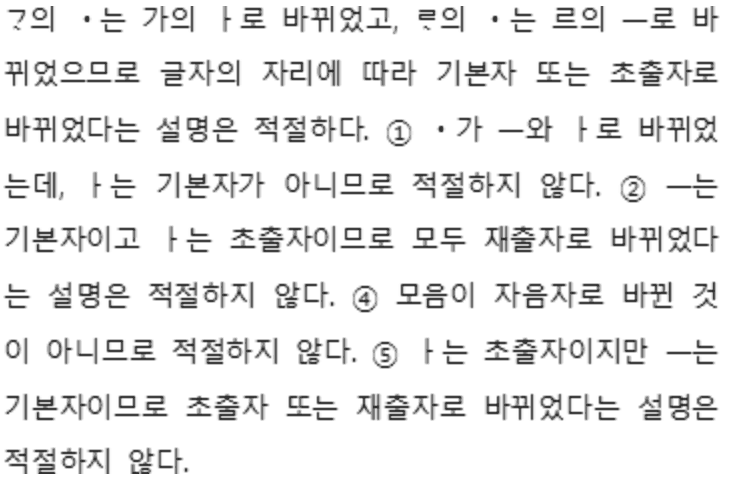 ᄀᆞ의 ㆍ는 가의 ㅏ로 바뀌었고, ᄅᆞ의 ㆍ는 르의 ㅡ로 바
뀌었으므로 글자의 자리에 따라 기본자 또는 초출자로
바뀌었다는 설명은 적절하다. ① ㆍ가 ㅡ와 ㅏ로 바뀌었
는데, ㅏ는 기본자가 아니므로 적절하지 않다. ② ㅡ는
기본자이고 ㅏ는 초출자이므로 모두 재출자로 바뀌었다
는 설명은 적절하지 않다. ④ 모음이 자음자로 바뀐 것
이 아니므로 적절하지 않다. ⑤ ㅏ는 초출자이지만 ㅡ는
기본자이므로 초출자 또는 재출자로 바뀌었다는 설명은
적절하지 않다.